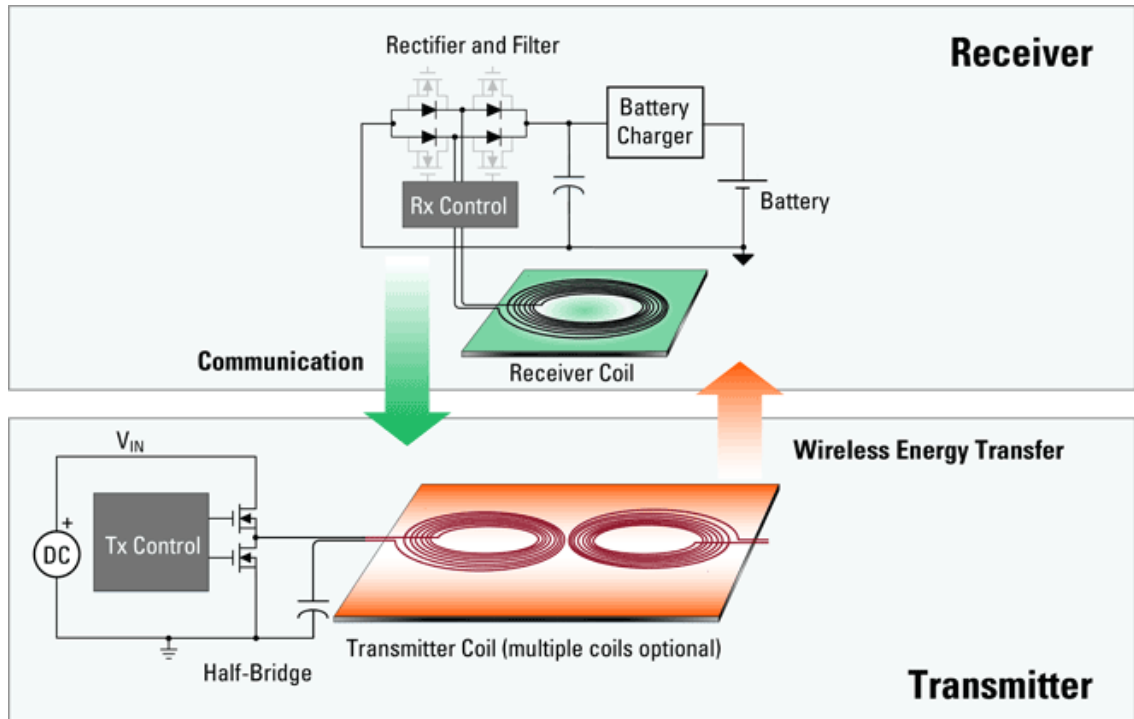 Rectifier and Filter
Receiver
Battery
Charger
Rx Control
Battery
Communication
Receiver Coil
V_IN
Wireless Energy Transfer
+
DC
Tx Control
Transmitter Coil (multiple coils optional)
Half-Bridge
Transmitter